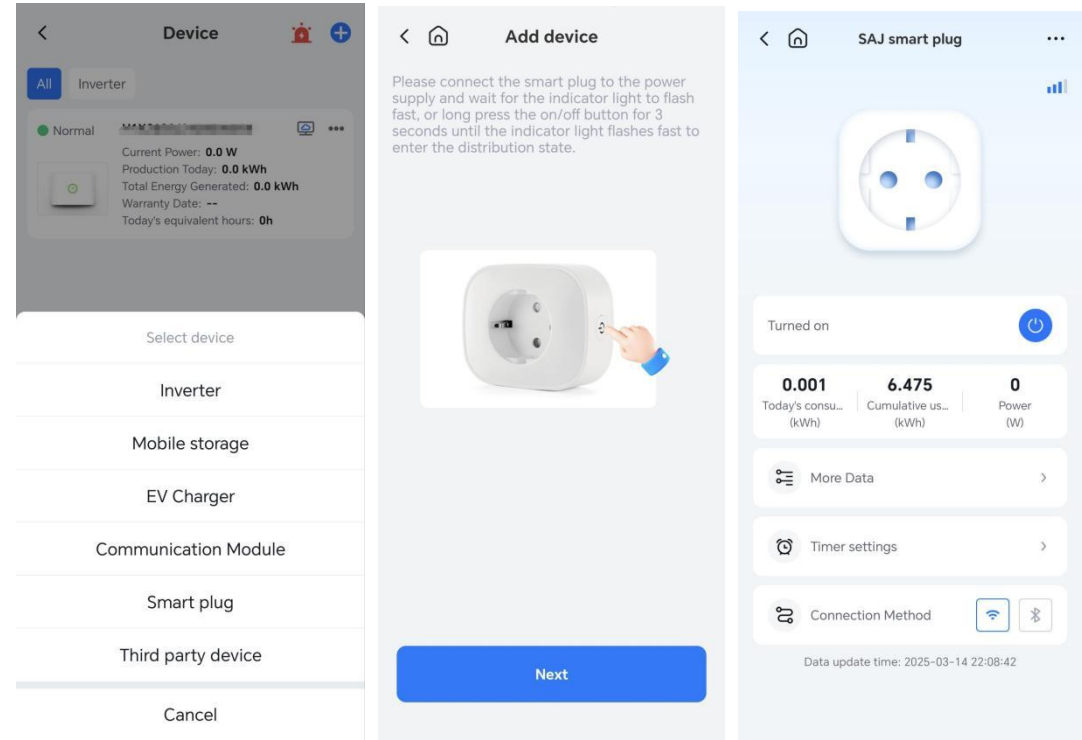 Device
All
Inverter
Normal
Current Power: 0.0 W
Production Today: 0.0 kWh
Total Energy Generated: 0.0 kWh
Warranty Date: --
Today's equivalent hours: 0h
Select device
Inverter
Mobile storage
EV Charger
Communication Module
Smart plug
Third party device
Cancel
Add device
Please connect the smart plug to the power
supply and wait for the indicator light to flash
fast, or long press the on/off button for 3
seconds until the indicator light flashes fast to
enter the distribution state.
Next
SAJ smart plug
Turned on
0.001 6.475 0
Today's consu... Cumulative us... Power
(kWh) (kWh) (W)
More Data
Timer settings
Connection Method
Data update time: 2025-03-14 22:08:42